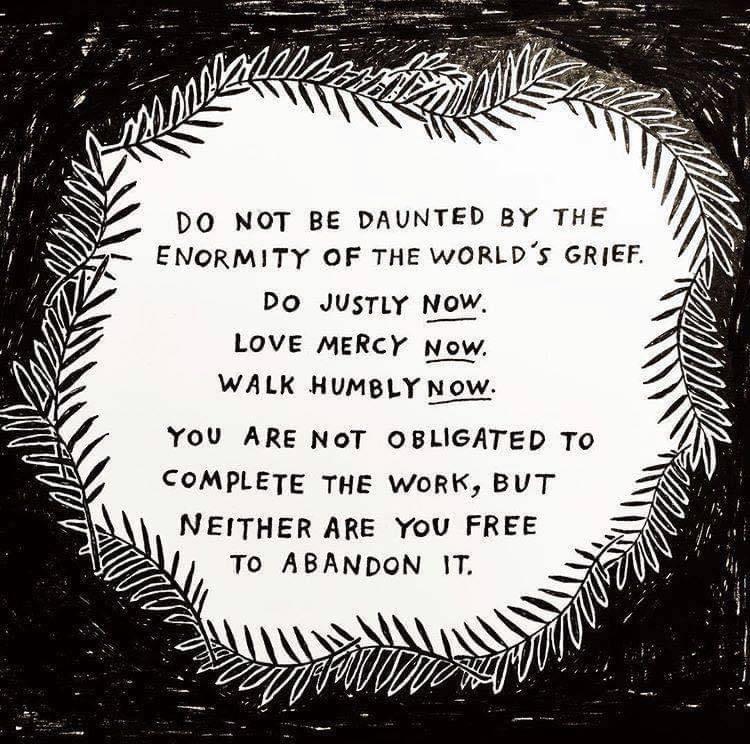 DO NOT BE DAUNTED BY THE
ENORMITY OF THE WORLD'S GRIEF.
DO JUSTLY NOW.
LOVE MERCY NOW.
WALK HUMBLY NOW.
YOU ARE NOT OBLIGATED TO
COMPLETE THE WORK, BUT
NEITHER ARE YOU FREE
TO ABANDON IT.